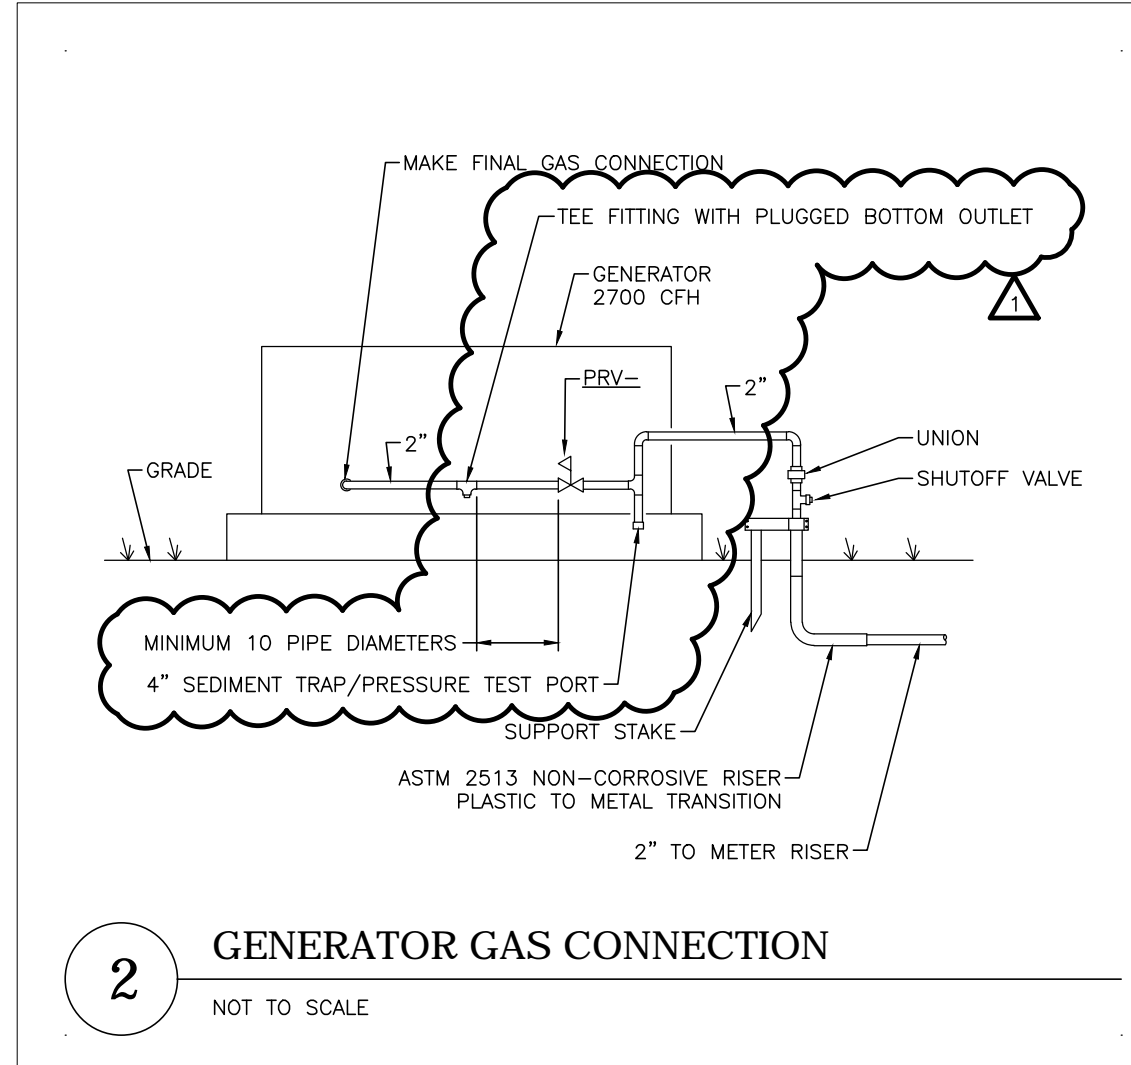 MAKE FINAL GAS CONNECTION
TEE FITTING WITH PLUGGED BOTTOM OUTLET
GENERATOR
2700 CFH
1
PRV-
2"
2"
UNION
GRADE
SHUTOFF VALVE
MINIMUM 10 PIPE DIAMETERS
4" SEDIMENT TRAP/PRESSURE TEST PORT
SUPPORT STAKE
ASTM 2513 NON-CORROSIVE RISER
PLASTIC TO METAL TRANSITION
2" TO METER RISER
2
GENERATOR GAS CONNECTION
NOT TO SCALE